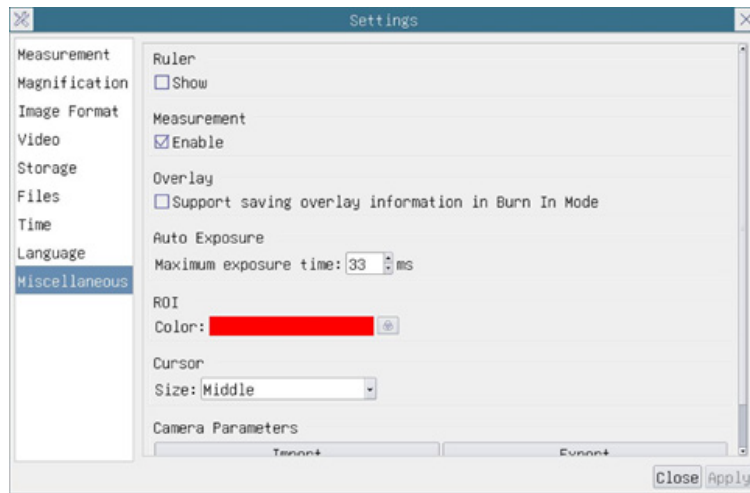 Settings
Measurement
Magnification
Image Format
Video
Storage
Files
Time
Language
Miscellaneous
Ruler
Show
Measurement
Enable
Overlay
Support saving overlay information in Burn In Mode
Auto Exposure
Maximum exposure time: 33 ms
ROI
Color:
Cursor
Size: Middle
Camera Parameters
Import Export
Close Apply